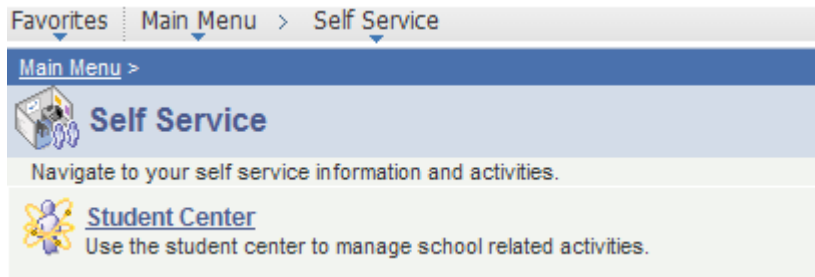 Favorites Main Menu > Self Service
Main Menu >
Self Service
Navigate to your self service information and activities.
Student Center
Use the student center to manage school related activities.